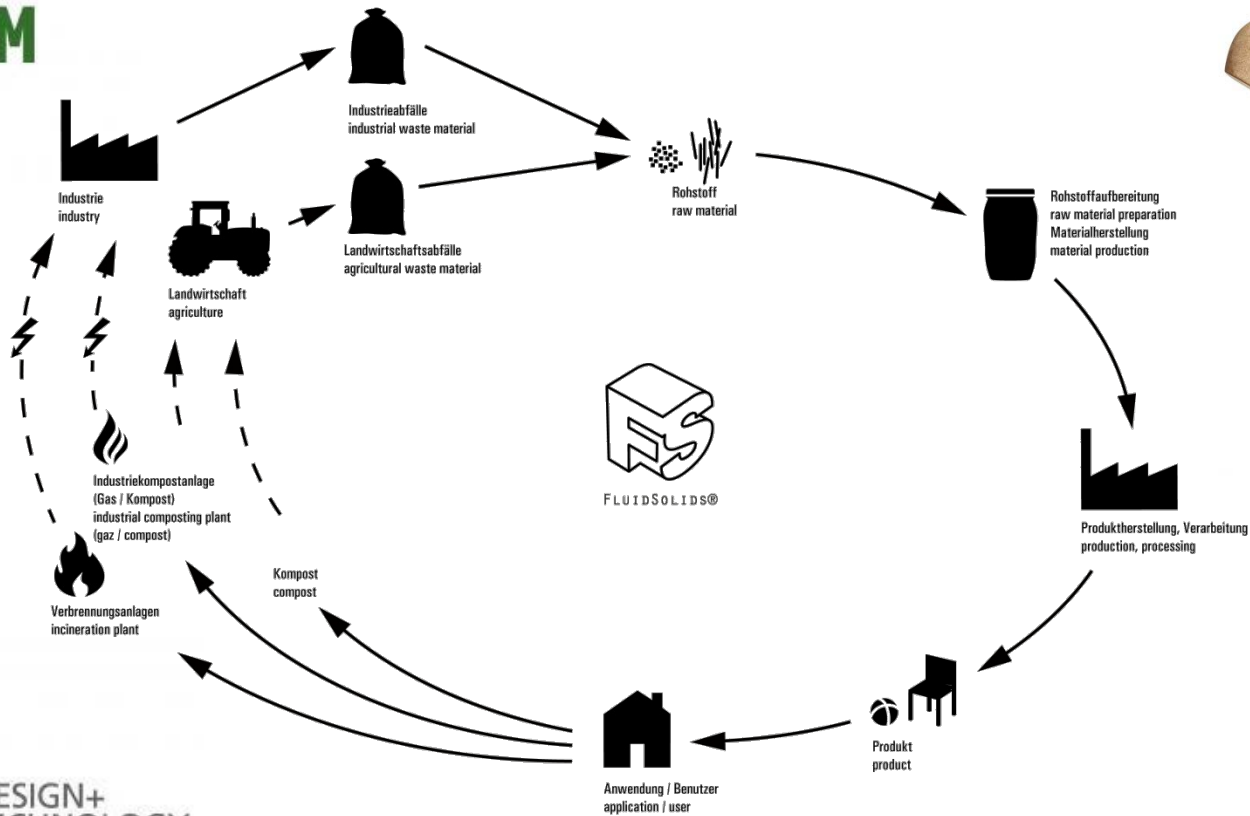 M
Industrieabfälle
industrial waste material
Industrie
industry
Rohstoff
raw material
Rohstoffaufbereitung
raw material preparation
Materialherstellung
material production
Landwirtschaftsabfälle
agricultural waste material
Landwirtschaft
agriculture
FS
FLUIDSOLIDS®
Industriekompostanlage
(Gas / Kompost)
industrial composting plant
(gaz / compost)
Produktherstellung, Verarbeitung
production, processing
Kompost
compost
Verbrennungsanlagen
incineration plant
Produkt
product
Anwendung / Benutzer
application / user
ESIGN+